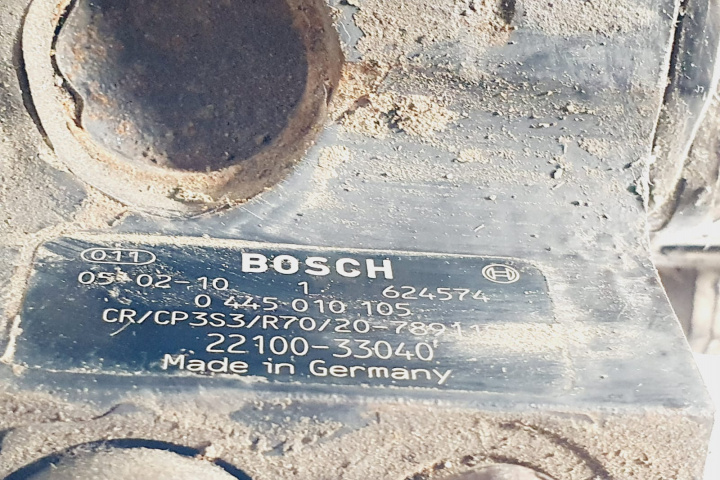 011 BOSCH
02-10 1 624574
0 445 010 105
CR/CP3S3/R70/20-7891
22100-33040
Made in Germany